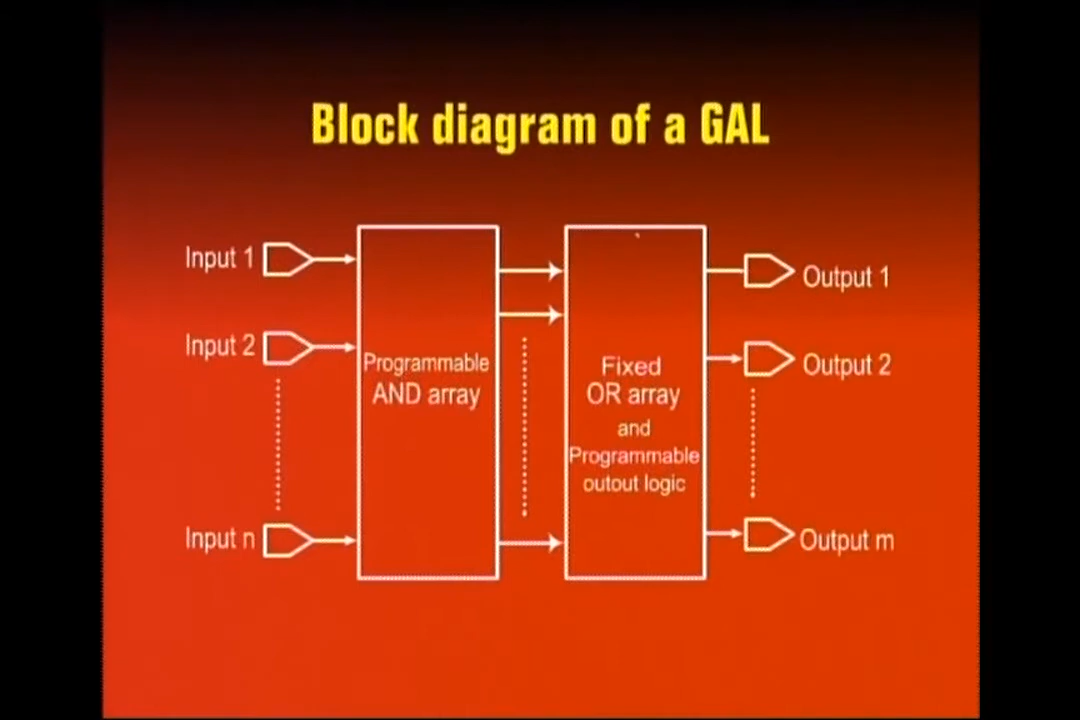 Block diagram of a GAL
Input 1
Input 2
Input n
Programmable
AND array
Fixed
OR array
and
Programmable
outout logic
Output 1
Output 2
Output m